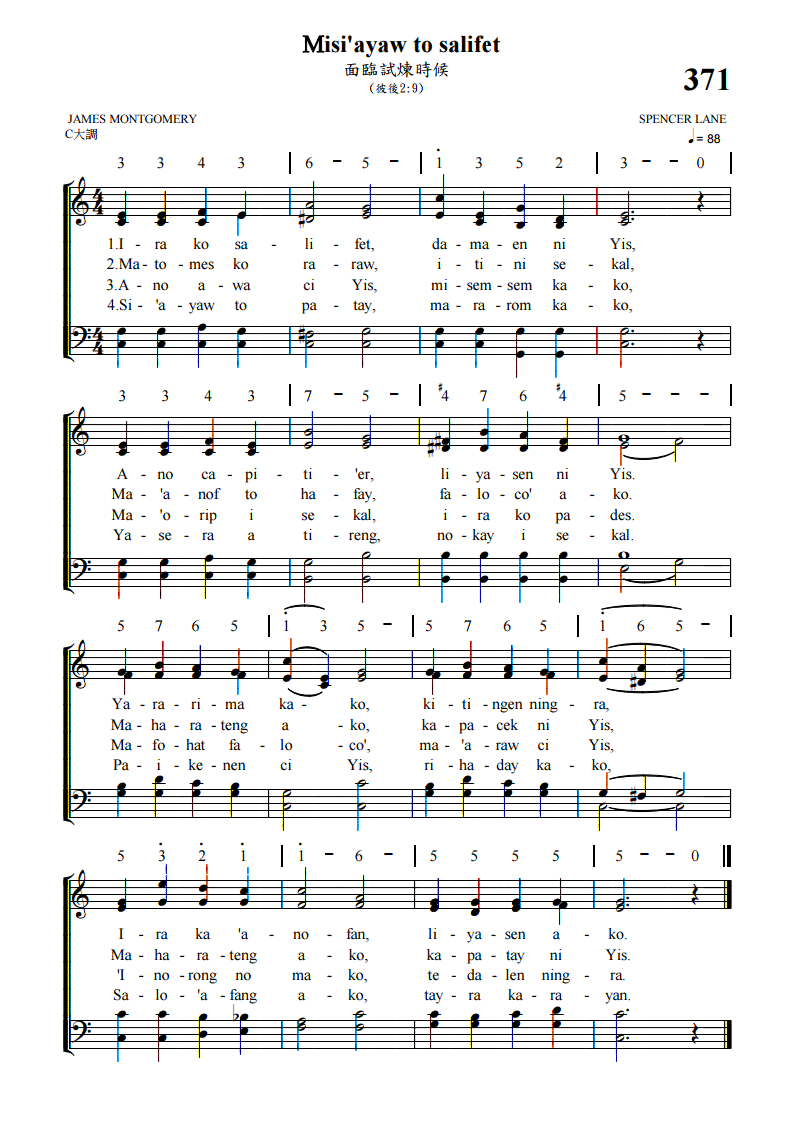 Misi'ayaw to salifet
面臨試煉時候
(彼後2:9)
371
JAMES MONTGOMERY
SPENCER LANE
C大調
♩= 88
3 3 4 3 | 6 - 5 - | 1̇ 3 5 2 | 3 - - 0 |
1.I - ra ko sa - li - fet, da - ma - en ni Yis,
2.Ma - to - mes ko ra - raw, i - ti - ni se - kal,
3.A - no a - wa ci Yis, mi - sem - sem ka - ko,
4.Si - 'a - yaw to pa - tay, ma - ra - rom ka - ko,
3 3 4 3 | 7 - 5 - | ♯4 7 6 ♯4 | 5 - - - |
A - no ca - pi - ti - 'er, li - ya - sen ni Yis.
Ma - 'a - nof to ha - fay, fa - lo - co' a - ko.
Ma - 'o - rip i se - kal, i - ra ko pa - des.
Ya - se - ra a ti - reng, no - kay i se - kal.
5 7 6 5 | 1̇ 3 5 - | 5 7 6 5 | 1̇ 6 5 - |
Ya - ra - ri - ma ka - ko, ki - ti - ngen ning - ra,
Ma - ha - ra - teng a - ko, ka - pa - cek ni Yis,
Ma - fo - hat fa - lo - co', ma - 'a - raw ci Yis,
Pa - i - ke - nen ci Yis, ri - ha - day ka - ko,
5 3̇ 2̇ 1̇ | 1̇ - 6 - | 5 5 5 5 | 5 - - 0 ‖
I - ra ka 'a - no - fan, li - ya - sen a - ko.
Ma - ha - ra - teng a - ko, ka - pa - tay ni Yis.
'I - no - rong no ma - ko, te - da - len ning - ra.
Sa - lo - 'a - fang a - ko, tay - ra ka - ra - yan.